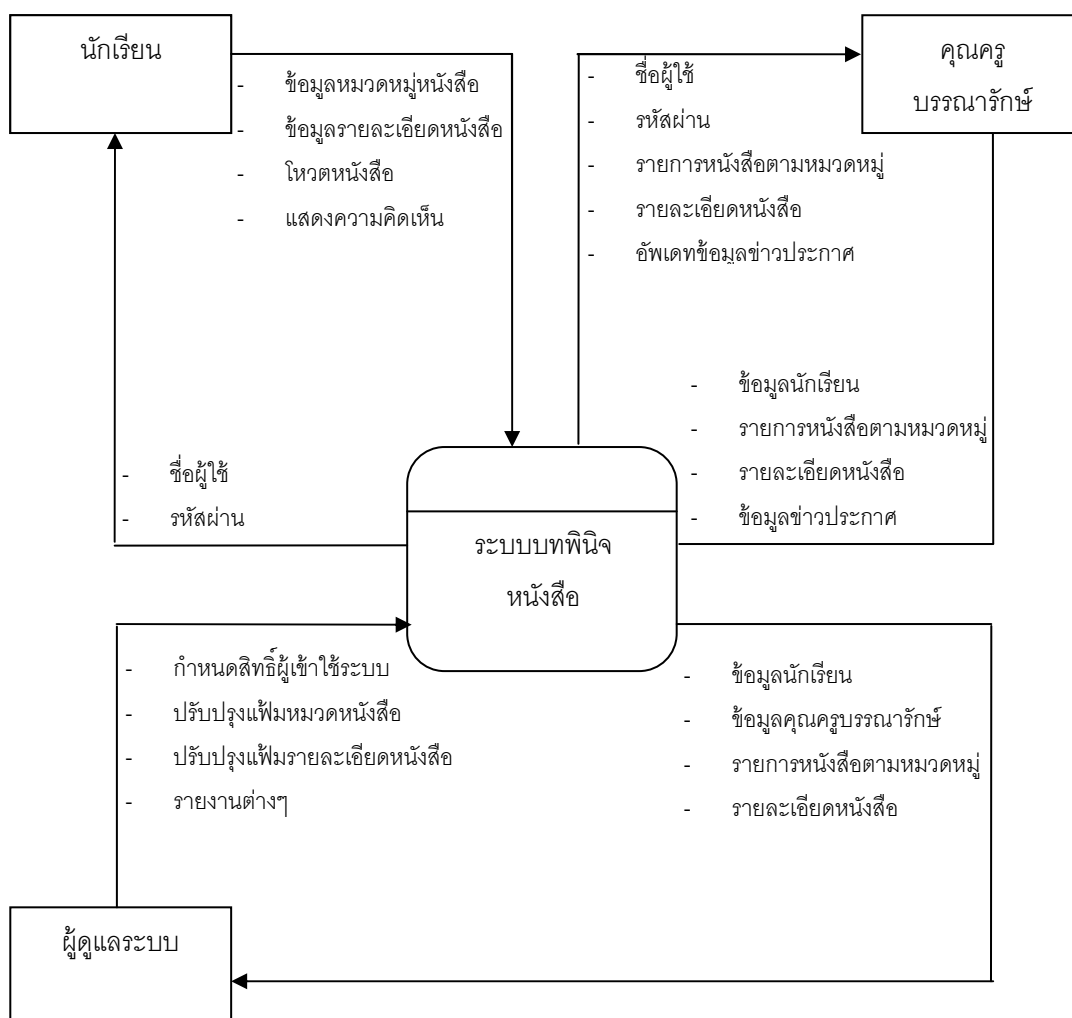 นักเรียน
- ข้อมูลหมวดหมู่หนังสือ
- ข้อมูลรายละเอียดหนังสือ
- โหวตหนังสือ
- แสดงความคิดเห็น
- ชื่อผู้ใช้
- รหัสผ่าน
- รายการหนังสือตามหมวดหมู่
- รายละเอียดหนังสือ
- อัพเดทข้อมูลข่าวประกาศ
คุณครู
บรรณารักษ์
- ข้อมูลนักเรียน
- รายการหนังสือตามหมวดหมู่
- รายละเอียดหนังสือ
- ข้อมูลข่าวประกาศ
- ชื่อผู้ใช้
- รหัสผ่าน
ระบบบทพินิจ
หนังสือ
- กำหนดสิทธิ์ผู้เข้าใช้ระบบ
- ปรับปรุงแฟ้มหมวดหนังสือ
- ปรับปรุงแฟ้มรายละเอียดหนังสือ
- รายงานต่างๆ
- ข้อมูลนักเรียน
- ข้อมูลคุณครูบรรณารักษ์
- รายการหนังสือตามหมวดหมู่
- รายละเอียดหนังสือ
ผู้ดูแลระบบ